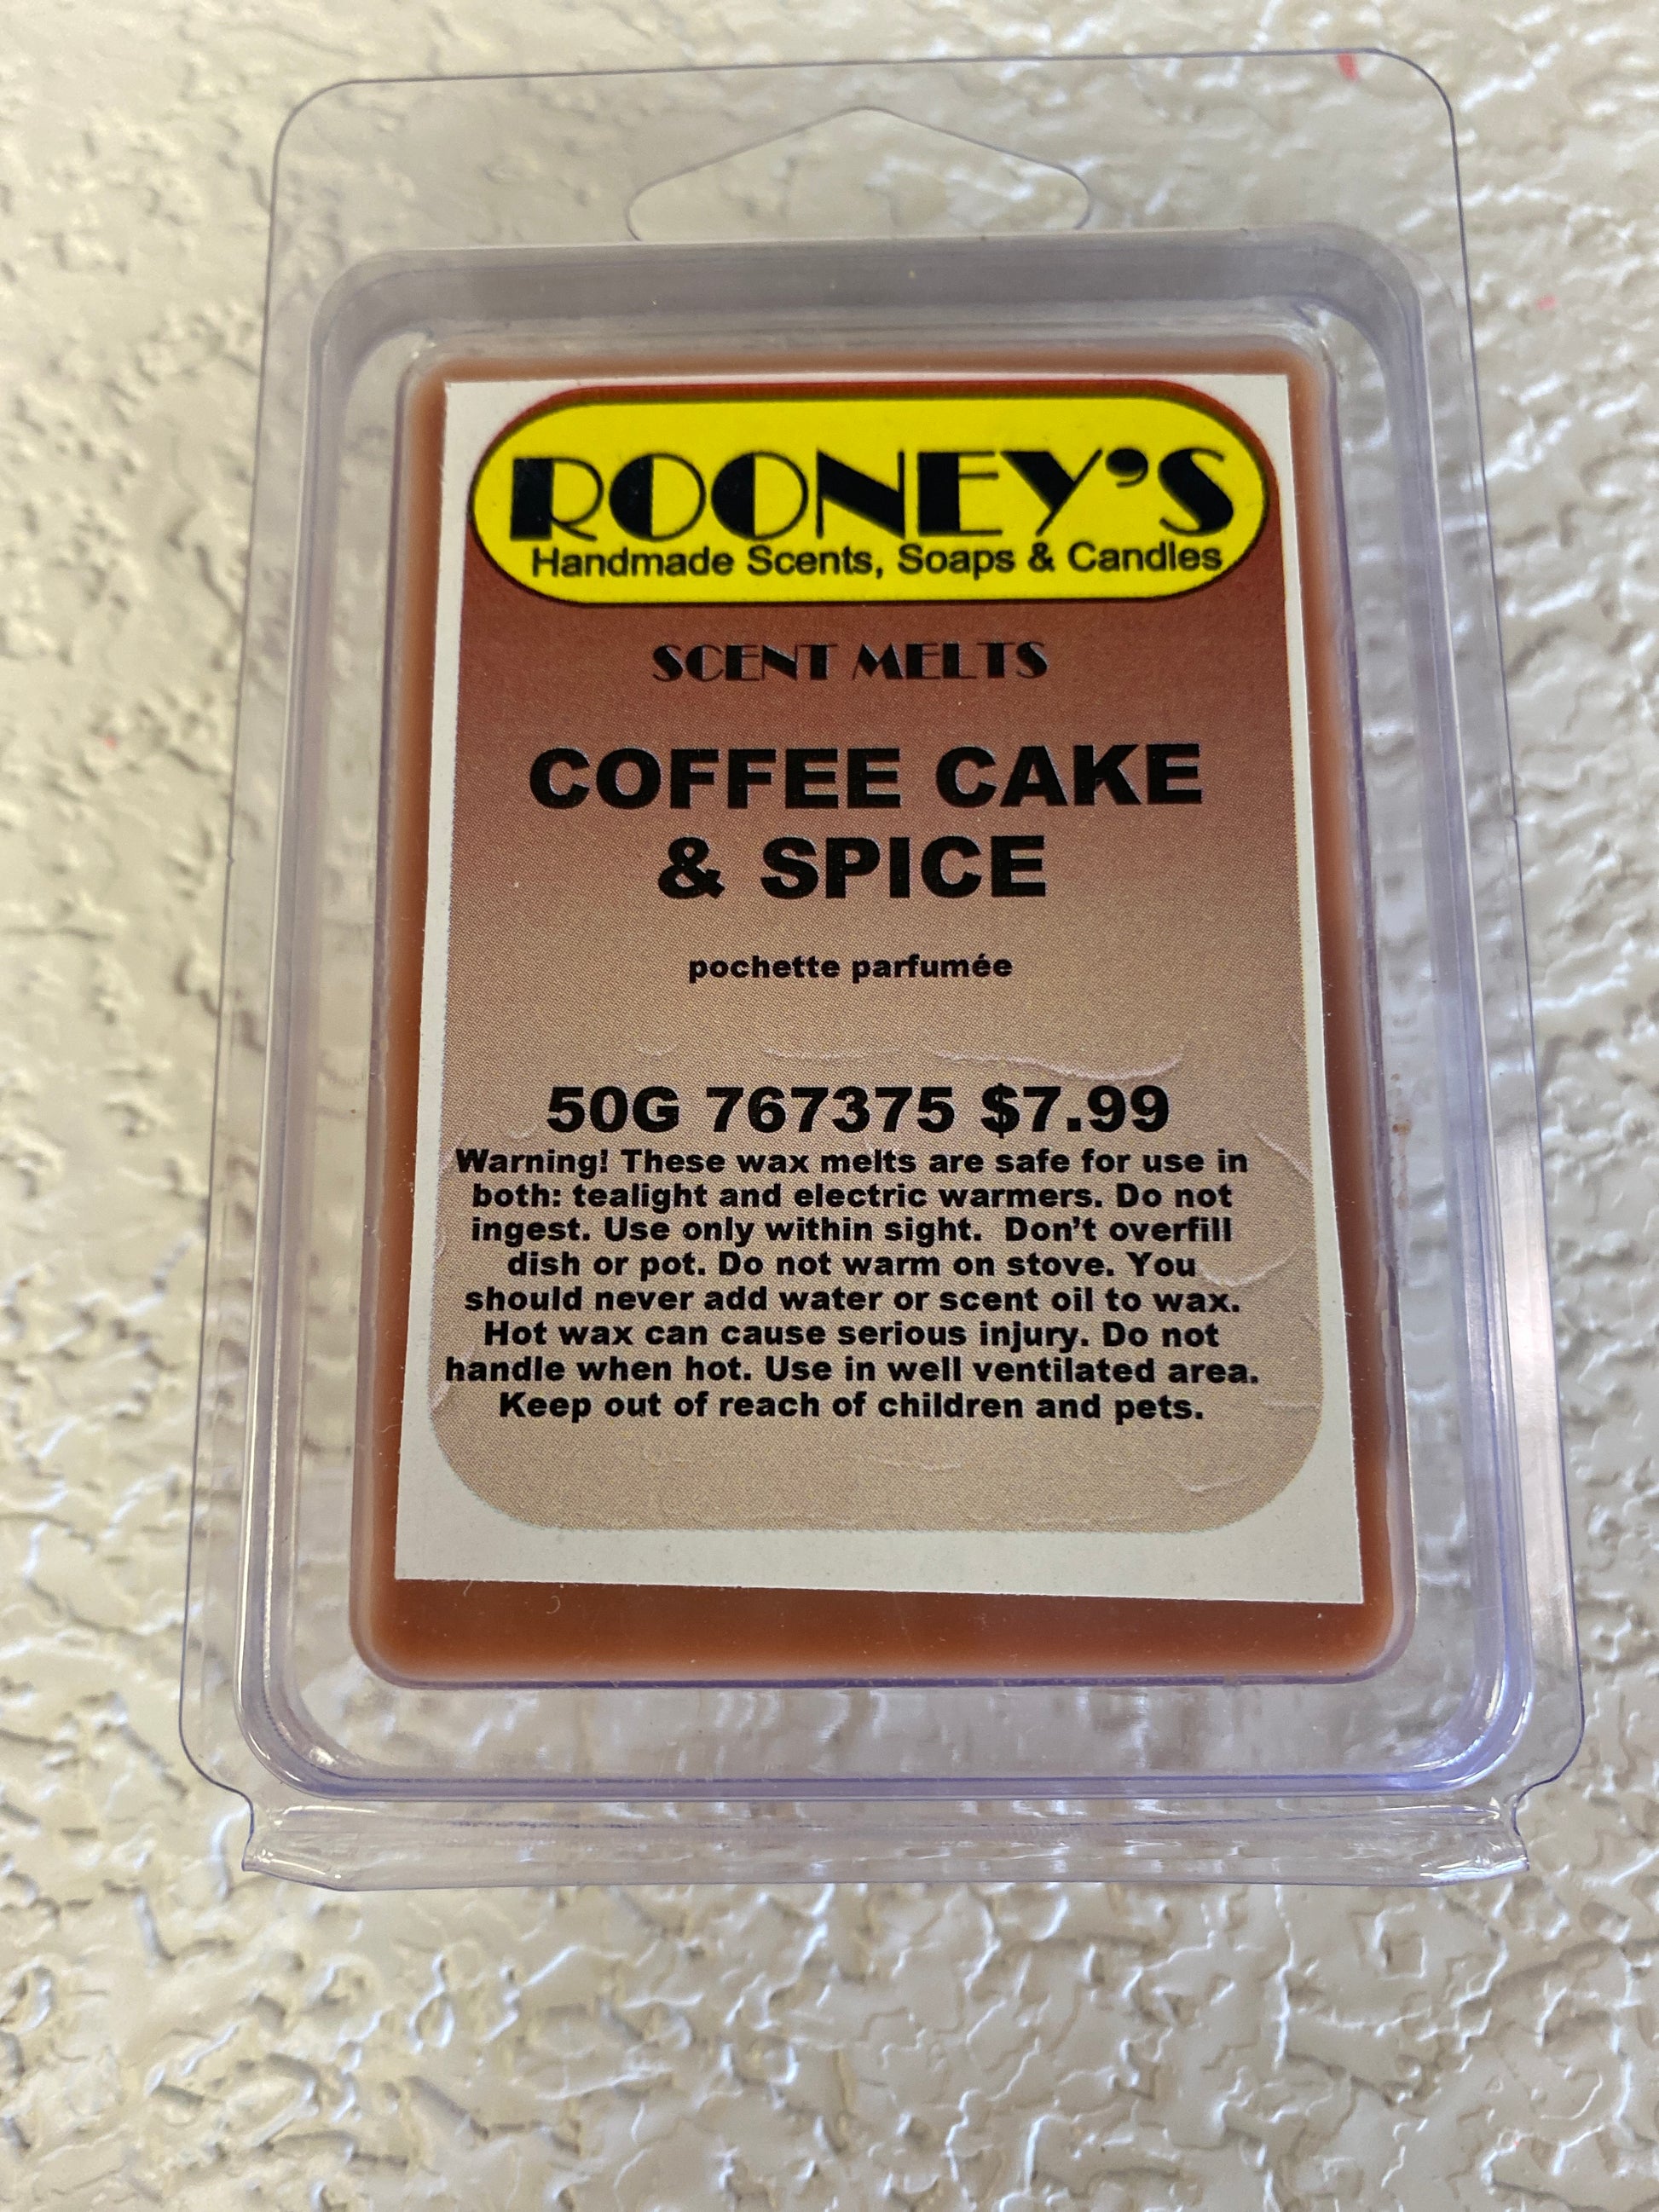 ROONEY'S
Handmade Scents, Soaps & Candles
SCENT MELTS
COFFEE CAKE
& SPICE
pochette parfumée
50G 767375 $7.99
Warning! These wax melts are safe for use in
both: tealight and electric warmers. Do not
ingest. Use only within sight.  Don't overfill
dish or pot. Do not warm on stove. You
should never add water or scent oil to wax.
Hot wax can cause serious injury. Do not
handle when hot. Use in well ventilated area.
Keep out of reach of children and pets.